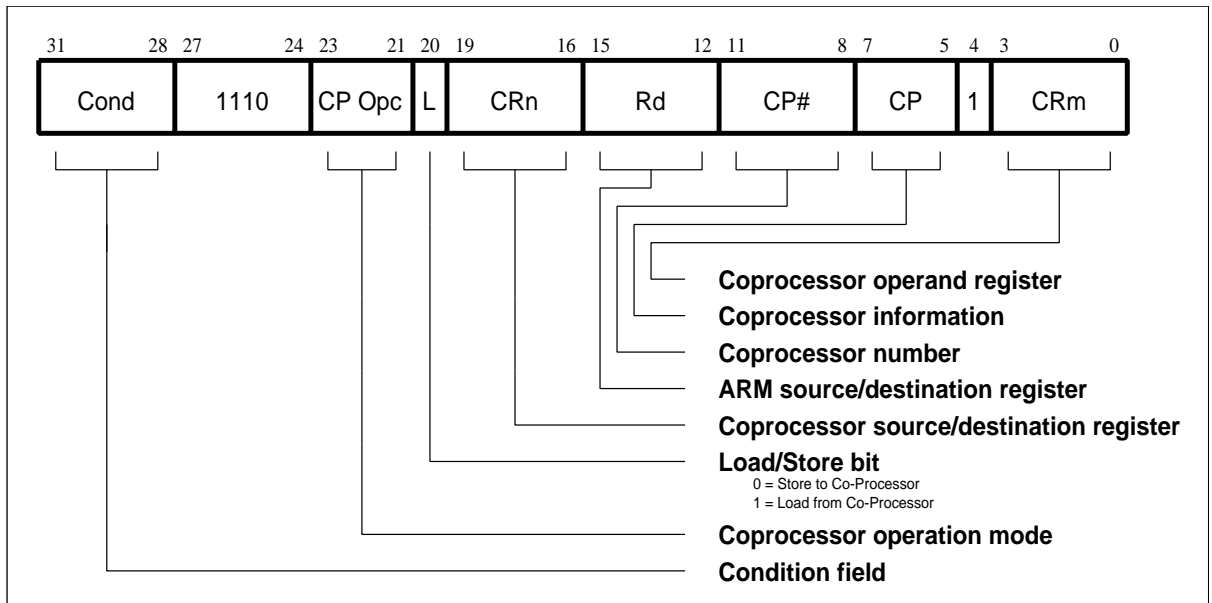 31 28 27 24 23 21 20 19 16 15 12 11 8 7 5 4 3 0
Cond 1110 CP Opc L CRn Rd CP# CP 1 CRm
Coprocessor operand register
Coprocessor information
Coprocessor number
ARM source/destination register
Coprocessor source/destination register
Load/Store bit
0 = Store to Co-Processor
1 = Load from Co-Processor
Coprocessor operation mode
Condition field